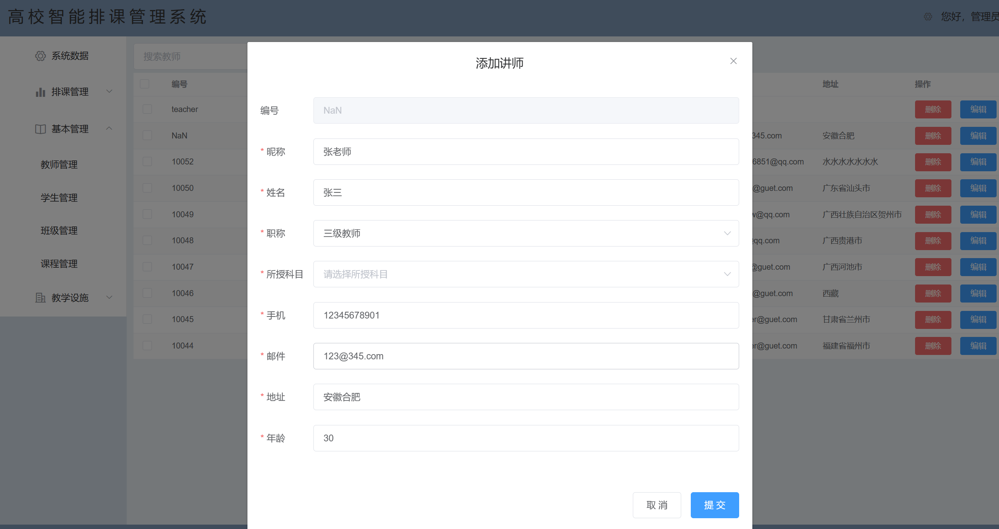 高校智能排课管理系统
您好，管理员
系统数据
排课管理
基本管理
教师管理
学生管理
班级管理
课程管理
教学设施
搜索教师
编号 地址 操作
teacher 删除 编辑
NaN 345.com 安徽合肥 删除 编辑
10052 6851@qq.com 水水水水水水水 删除 编辑
10050 @guet.com 广东省汕头市 删除 编辑
10049 w@qq.com 广西壮族自治区贺州市 删除 编辑
10048 @qq.com 广西贵港市 删除 编辑
10047 @guet.com 广西河池市 删除 编辑
10046 @guet.com 西藏 删除 编辑
10045 er@guet.com 甘肃省兰州市 删除 编辑
10044 er@guet.com 福建省福州市 删除 编辑
添加讲师
编号 NaN
* 昵称 张老师
* 姓名 张三
* 职称 三级教师
* 所授科目 请选择所授科目
* 手机 12345678901
* 邮件 123@345.com
* 地址 安徽合肥
* 年龄 30
取 消 提 交